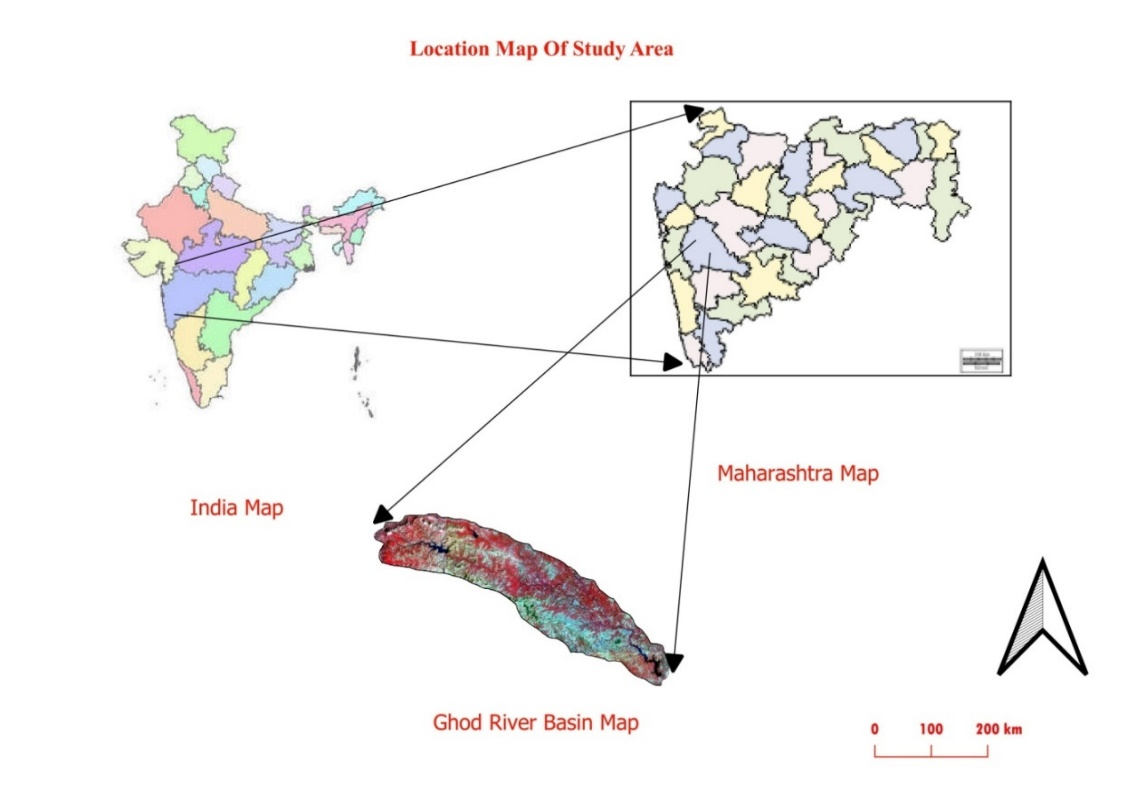 Location Map Of Study Area
India Map
Maharashtra Map
Ghod River Basin Map
0 100 200 km